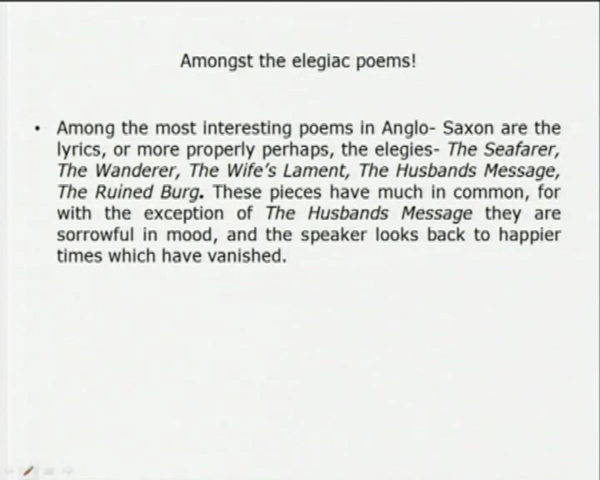 Amongst the elegiac poems!
• Among the most interesting poems in Anglo- Saxon are the
lyrics, or more properly perhaps, the elegies- The Seafarer,
The Wanderer, The Wife's Lament, The Husbands Message,
The Ruined Burg. These pieces have much in common, for
with the exception of The Husbands Message they are
sorrowful in mood, and the speaker looks back to happier
times which have vanished.